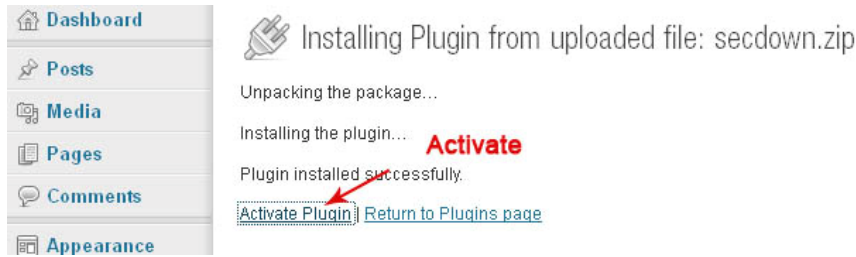 Dashboard
Posts
Media
Pages
Comments
Appearance
Installing Plugin from uploaded file: secdown.zip
Unpacking the package...
Installing the plugin...
Activate
Plugin installed successfully.
Activate Plugin | Return to Plugins page